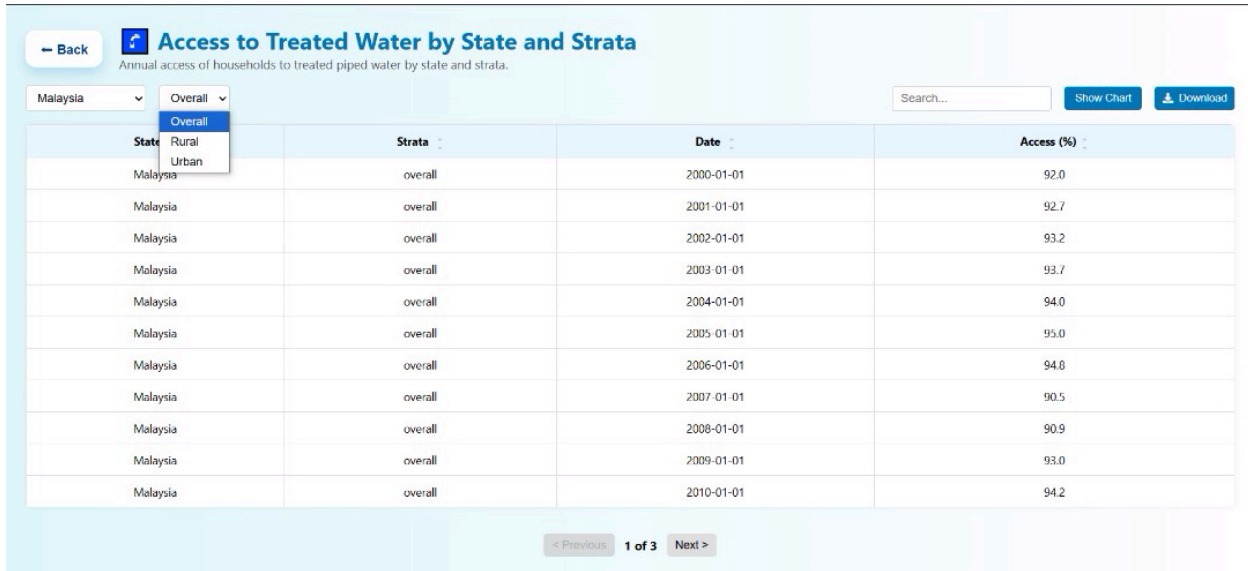 ← Back
Access to Treated Water by State and Strata
Annual access of households to treated piped water by state and strata.
Malaysia Overall Search... Show Chart Download
Overall
Rural
Urban
State Strata Date Access (%)
Malaysia overall 2000-01-01 92.0
Malaysia overall 2001-01-01 92.7
Malaysia overall 2002-01-01 93.2
Malaysia overall 2003-01-01 93.7
Malaysia overall 2004-01-01 94.0
Malaysia overall 2005-01-01 95.0
Malaysia overall 2006-01-01 94.8
Malaysia overall 2007-01-01 90.5
Malaysia overall 2008-01-01 90.9
Malaysia overall 2009-01-01 93.0
Malaysia overall 2010-01-01 94.2
< Previous 1 of 3 Next >